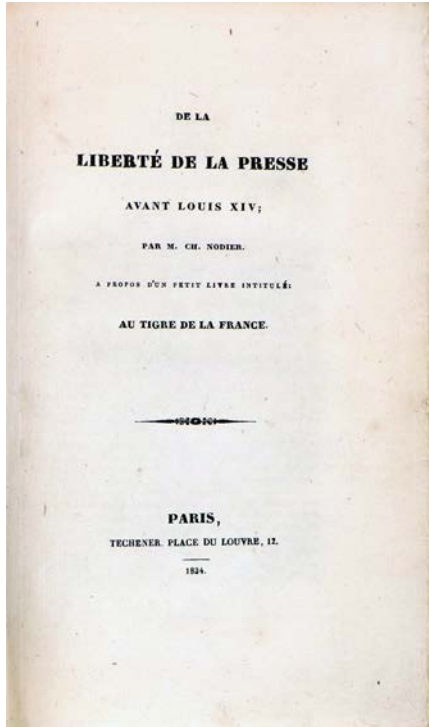 DE LA
LIBERTÉ DE LA PRESSE
AVANT LOUIS XIV;
PAR M. CH. NODIER.
A PROPOS D'UN PETIT LIVRE INTITULÉ:
AU TIGRE DE LA FRANCE.
PARIS,
TECHENER. PLACE DU LOUVRE, 12.
1834.